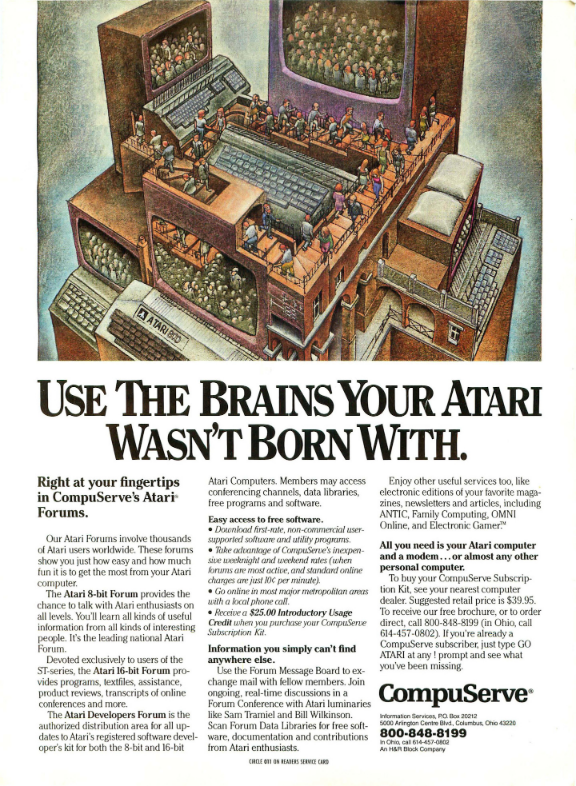 ATARI 800
USE THE BRAINS YOUR ATARI
WASN'T BORN WITH.
Right at your fingertips
in CompuServe's Atari®
Forums.
Our Atari Forums involve thousands
of Atari users worldwide. These forums
show you just how easy and how much
fun it is to get the most from your Atari
computer.
The Atari 8-bit Forum provides the
chance to talk with Atari enthusiasts on
all levels. You'll learn all kinds of useful
information from all kinds of interesting
people. It's the leading national Atari
Forum.
Devoted exclusively to users of the
ST-series, the Atari 16-bit Forum pro-
vides programs, textfiles, assistance,
product reviews, transcripts of online
conferences and more.
The Atari Developers Forum is the
authorized distribution area for all up-
dates to Atari's registered software devel-
oper's kit for both the 8-bit and 16-bit
Atari Computers. Members may access
conferencing channels, data libraries,
free programs and software.
Easy access to free software.
• Download first-rate, non-commercial user-
supported software and utility programs.
• Take advantage of CompuServe's inexpen-
sive weeknight and weekend rates (when
forums are most active, and standard online
charges are just 10¢ per minute).
• Go online in most major metropolitan areas
with a local phone call.
• Receive a $25.00 Introductory Usage
Credit when you purchase your CompuServe
Subscription Kit.
Information you simply can't find
anywhere else.
Use the Forum Message Board to ex-
change mail with fellow members. Join
ongoing, real-time discussions in a
Forum Conference with Atari luminaries
like Sam Tramiel and Bill Wilkinson.
Scan Forum Data Libraries for free soft-
ware, documentation and contributions
from Atari enthusiasts.
Enjoy other useful services too, like
electronic editions of your favorite maga-
zines, newsletters and articles, including
ANTIC, Family Computing, OMNI
Online, and Electronic Gamer.™
All you need is your Atari computer
and a modem...or almost any other
personal computer.
To buy your CompuServe Subscrip-
tion Kit, see your nearest computer
dealer. Suggested retail price is $39.95.
To receive our free brochure, or to order
direct, call 800-848-8199 (in Ohio, call
614-457-0802). If you're already a
CompuServe subscriber, just type GO
ATARI at any ! prompt and see what
you've been missing.
CompuServe®
Information Services, P.O. Box 20212
5000 Arlington Centre Blvd., Columbus, Ohio 43220
800-848-8199
In Ohio, call 614-457-0802
An H&R Block Company
CIRCLE 031 ON READERS SERVICE CARD